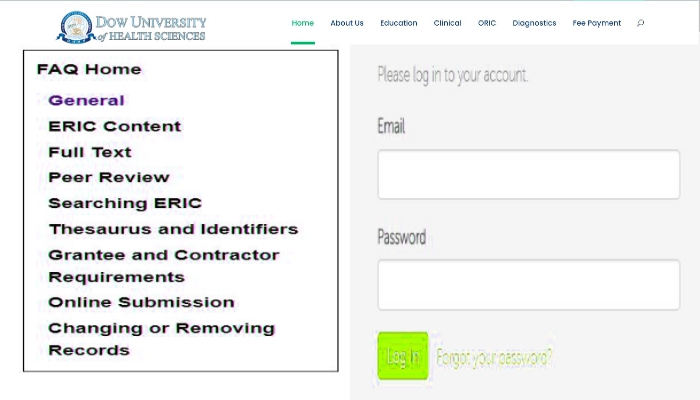 DOW UNIVERSITY
of HEALTH SCIENCES
Home About Us Education Clinical ORIC Diagnostics Fee Payment
FAQ Home
General
ERIC Content
Full Text
Peer Review
Searching ERIC
Thesaurus and Identifiers
Grantee and Contractor
Requirements
Online Submission
Changing or Removing
Records
Please log in to your account.
Email
Password
Log In Forgot your password?